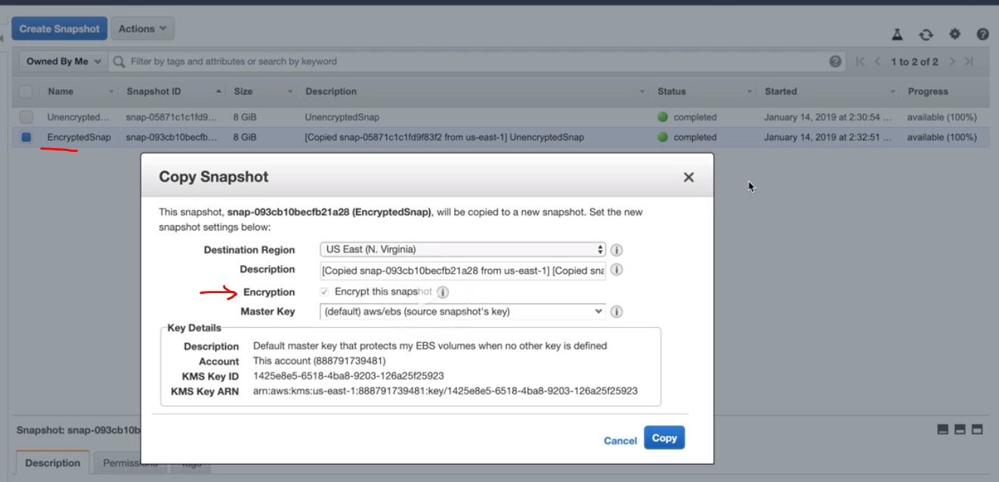 Create Snapshot Actions
Owned By Me Filter by tags and attributes or search by keyword 1 to 2 of 2
Name Snapshot ID Size Description Status Started Progress
Unencrypted... snap-05871c1c1fd9... 8 GiB UnencryptedSnap completed January 14, 2019 at 2:30:54 ... available (100%)
EncryptedSnap snap-093cb10becfb... 8 GiB [Copied snap-05871c1c1fd9f83f2 from us-east-1] UnencryptedSnap completed January 14, 2019 at 2:32:51 ... available (100%)
Copy Snapshot
This snapshot, snap-093cb10becfb21a28 (EncryptedSnap), will be copied to a new snapshot. Set the new
snapshot settings below:
Destination Region US East (N. Virginia)
Description [Copied snap-093cb10becfb21a28 from us-east-1] [Copied sna
Encryption Encrypt this snapshot
Master Key (default) aws/ebs (source snapshot's key)
Key Details
Description Default master key that protects my EBS volumes when no other key is defined
Account This account (888791739481)
KMS Key ID 1425e8e5-6518-4ba8-9203-126a25f25923
KMS Key ARN arn:aws:kms:us-east-1:888791739481:key/1425e8e5-6518-4ba8-9203-126a25f25923
Cancel Copy
Snapshot: snap-093cb10b
Description Permissions Tags